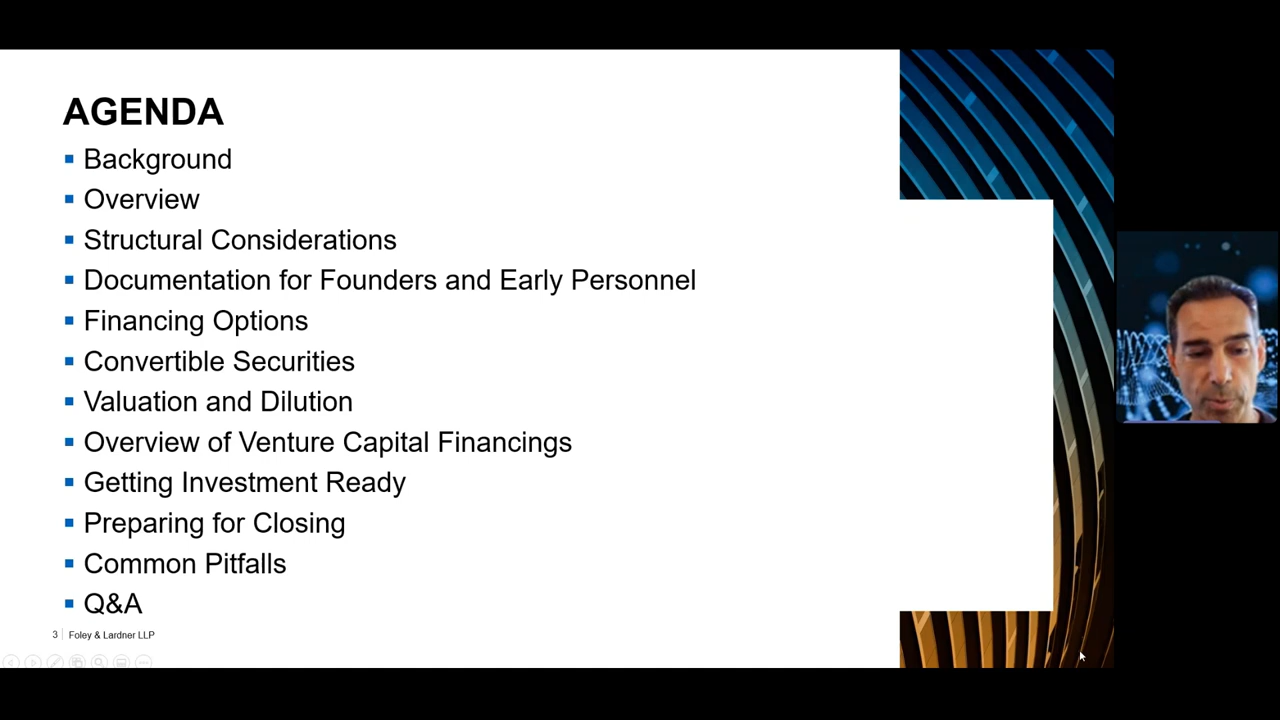 AGENDA
Background
Overview
Structural Considerations
Documentation for Founders and Early Personnel
Financing Options
Convertible Securities
Valuation and Dilution
Overview of Venture Capital Financings
Getting Investment Ready
Preparing for Closing
Common Pitfalls
Q&A
3 Foley & Lardner LLP